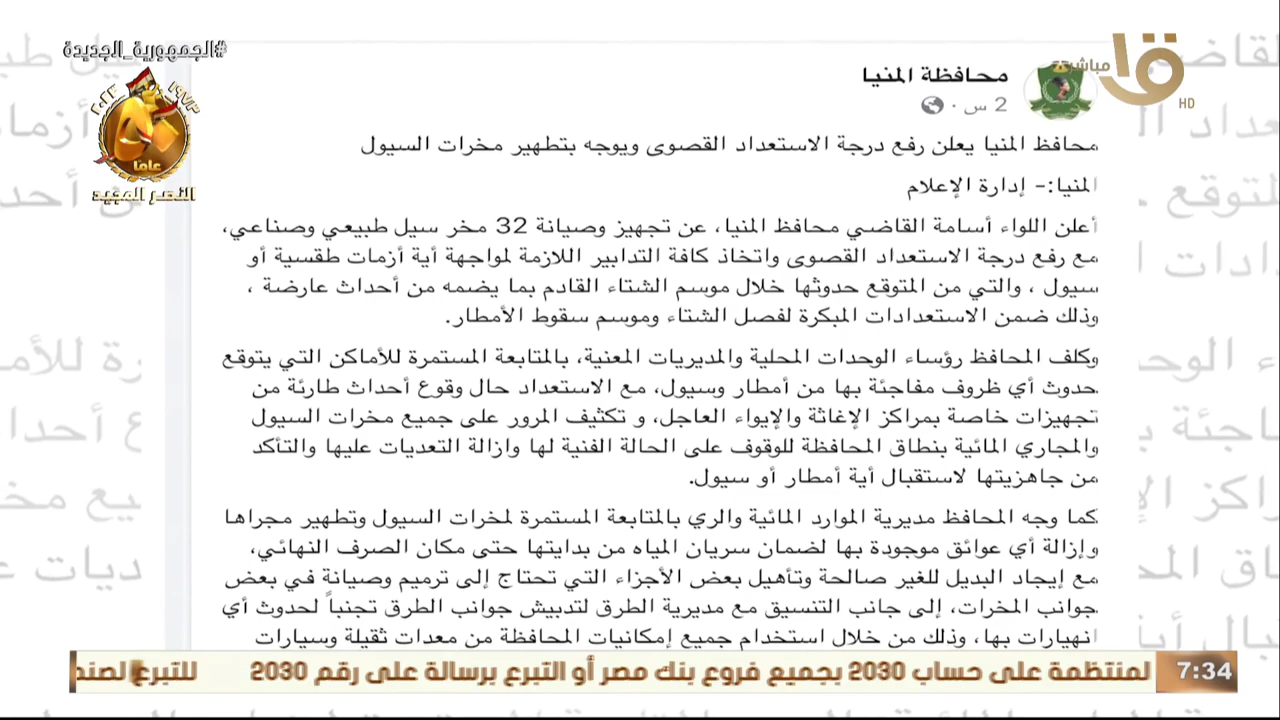 #الجمهورية_الجديدة
١٩٧٣
٢٠٢٣
٥٠
عامًا
النصر المجيد
مباشر
HD
محافظة المنيا
2 س ·
محافظ المنيا يعلن رفع درجة الاستعداد القصوى ويوجه بتطهير مخرات السيول
المنيا:- إدارة الإعلام
أعلن اللواء أسامة القاضي محافظ المنيا، عن تجهيز وصيانة 32 مخر سيل طبيعي وصناعي،
مع رفع درجة الاستعداد القصوى واتخاذ كافة التدابير اللازمة لمواجهة أية أزمات طقسية أو
سيول ، والتي من المتوقع حدوثها خلال موسم الشتاء القادم بما يضمه من أحداث عارضة ،
وذلك ضمن الاستعدادات المبكرة لفصل الشتاء وموسم سقوط الأمطار.
وكلف المحافظ رؤساء الوحدات المحلية والمديريات المعنية، بالمتابعة المستمرة للأماكن التي يتوقع
حدوث أي ظروف مفاجئة بها من أمطار وسيول، مع الاستعداد حال وقوع أحداث طارئة من
تجهيزات خاصة بمراكز الإغاثة والإيواء العاجل، و تكثيف المرور على جميع مخرات السيول
والمجاري المائية بنطاق المحافظة للوقوف على الحالة الفنية لها وازالة التعديات عليها والتأكد
من جاهزيتها لاستقبال أية أمطار أو سيول.
كما وجه المحافظ مديرية الموارد المائية والري بالمتابعة المستمرة لمخرات السيول وتطهير مجراها
وإزالة أي عوائق موجودة بها لضمان سريان المياه من بدايتها حتى مكان الصرف النهائي،
مع إيجاد البديل للغير صالحة وتأهيل بعض الأجزاء التي تحتاج إلى ترميم وصيانة في بعض
جوانب المخرات، إلى جانب التنسيق مع مديرية الطرق لتدبيش جوانب الطرق تجنباً لحدوث أي
انهيارات بها، وذلك من خلال استخدام جميع إمكانيات المحافظة من معدات ثقيلة وسيارات
7:34
لمنتظمة على حساب 2030 بجميع فروع بنك مصر أو التبرع برسالة على رقم 2030
للتبرع لصند